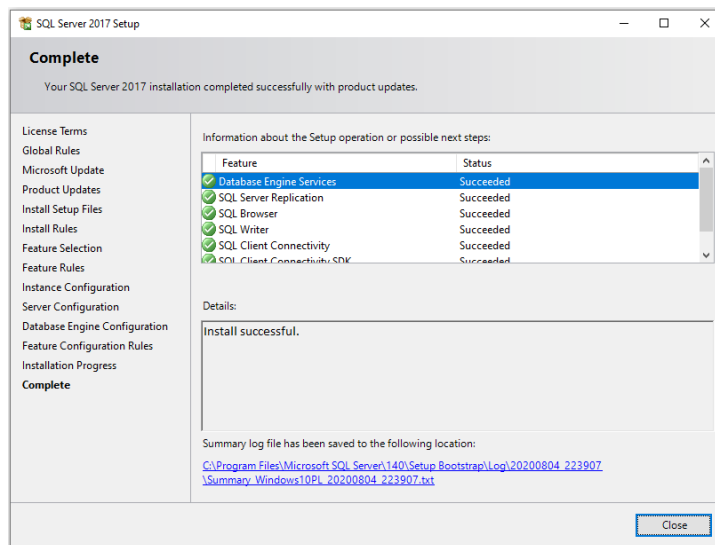 SQL Server 2017 Setup
Complete
Your SQL Server 2017 installation completed successfully with product updates.
License Terms
Global Rules
Microsoft Update
Product Updates
Install Setup Files
Install Rules
Feature Selection
Feature Rules
Instance Configuration
Server Configuration
Database Engine Configuration
Feature Configuration Rules
Installation Progress
Complete
Information about the Setup operation or possible next steps:
Feature Status
Database Engine Services Succeeded
SQL Server Replication Succeeded
SQL Browser Succeeded
SQL Writer Succeeded
SQL Client Connectivity Succeeded
SQL Client Connectivity SDK Succeeded
Details:
Install successful.
Summary log file has been saved to the following location:
C:\Program Files\Microsoft SQL Server\140\Setup Bootstrap\Log\20200804_223907
\Summary_Windows10PL_20200804_223907.txt
Close